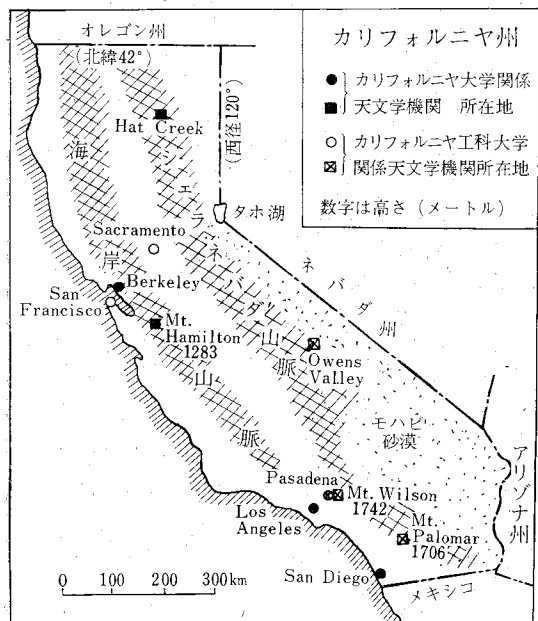 オレゴン州
(北緯42°)
Hat Creek
(西径120°)
カリフォルニヤ州
カリフォルニヤ大学関係
天文学機関 所在地
カリフォルニヤ工科大学
関係天文学機関所在地
数字は高さ (メートル)
海岸山脈
シエラネバダ山脈
タホ湖
ネバダ州
Sacramento
Berkeley
San
Francisco
Mt.
Hamilton
1283
Owens
Valley
モハビ
砂漠
アリゾナ州
Pasadena
Mt. Wilson
1742
Los
Angeles
Mt.
Palomar
1706
San Diego
メキシコ
0 100 200 300km